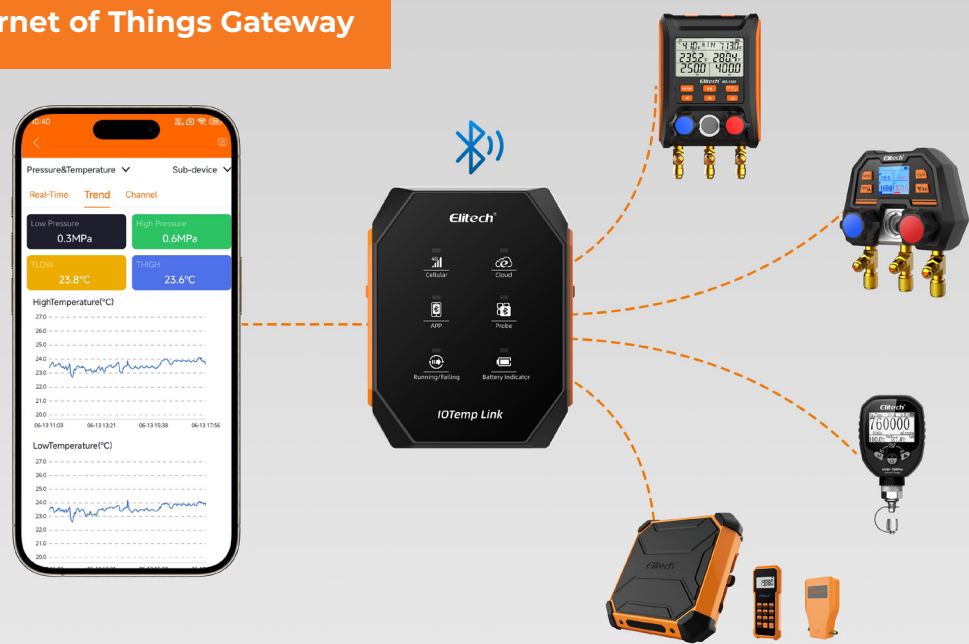 rnet of Things Gateway
10:40
Pressure&Temperature
Sub-device
Real-Time
Trend
Channel
Low Pressure
0.3MPa
High Pressure
0.6MPa
TLOW
23.8°C
THIGH
23.6°C
HighTemperature(°C)
27.0
26.0
25.0
24.0
23.0
22.0
21.0
20.0
06-13 11:03
06-13 13:21
06-13 15:38
06-13 17:56
LowTemperature(°C)
27.0
26.0
25.0
24.0
23.0
22.0
21.0
20.0
Elitech
4G
Cellular
Cloud
APP
Probe
Running/Failing
Battery Indicator
IOTemp Link
Elitech
Elitech
Elitech
760000
Elitech
Elitech